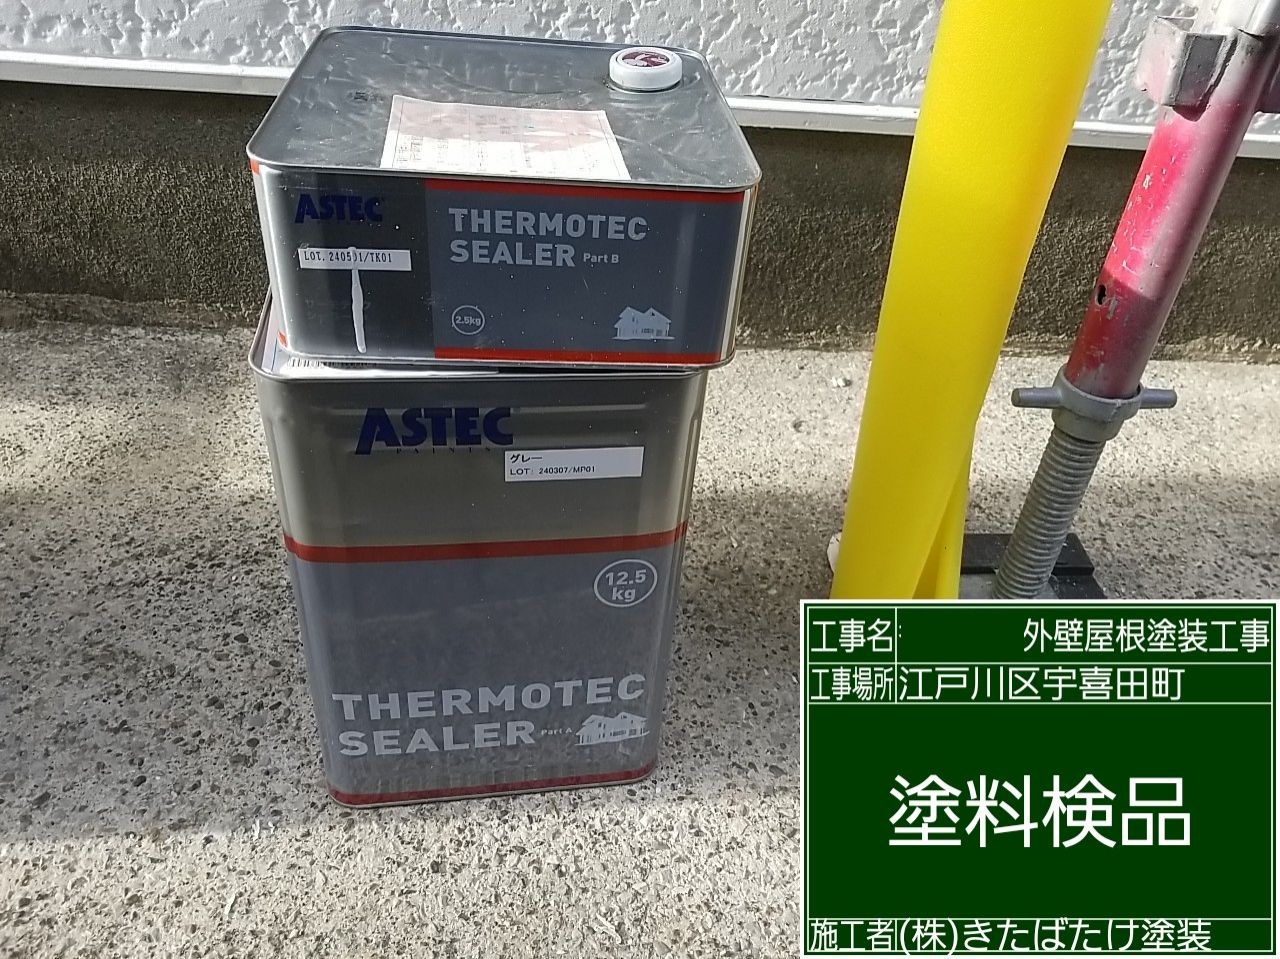 ASTEC
THERMOTEC
SEALER Part B
LOT. 240501/TK01
2.5kg
ASTEC
PAINTS
グレー
LOT: 240307/MP01
12.5
kg
THERMOTEC
SEALER Part A
工事名 外壁屋根塗装工事
工事場所 江戸川区宇喜田町
塗料検品
施工者 (株)きたばたけ塗装